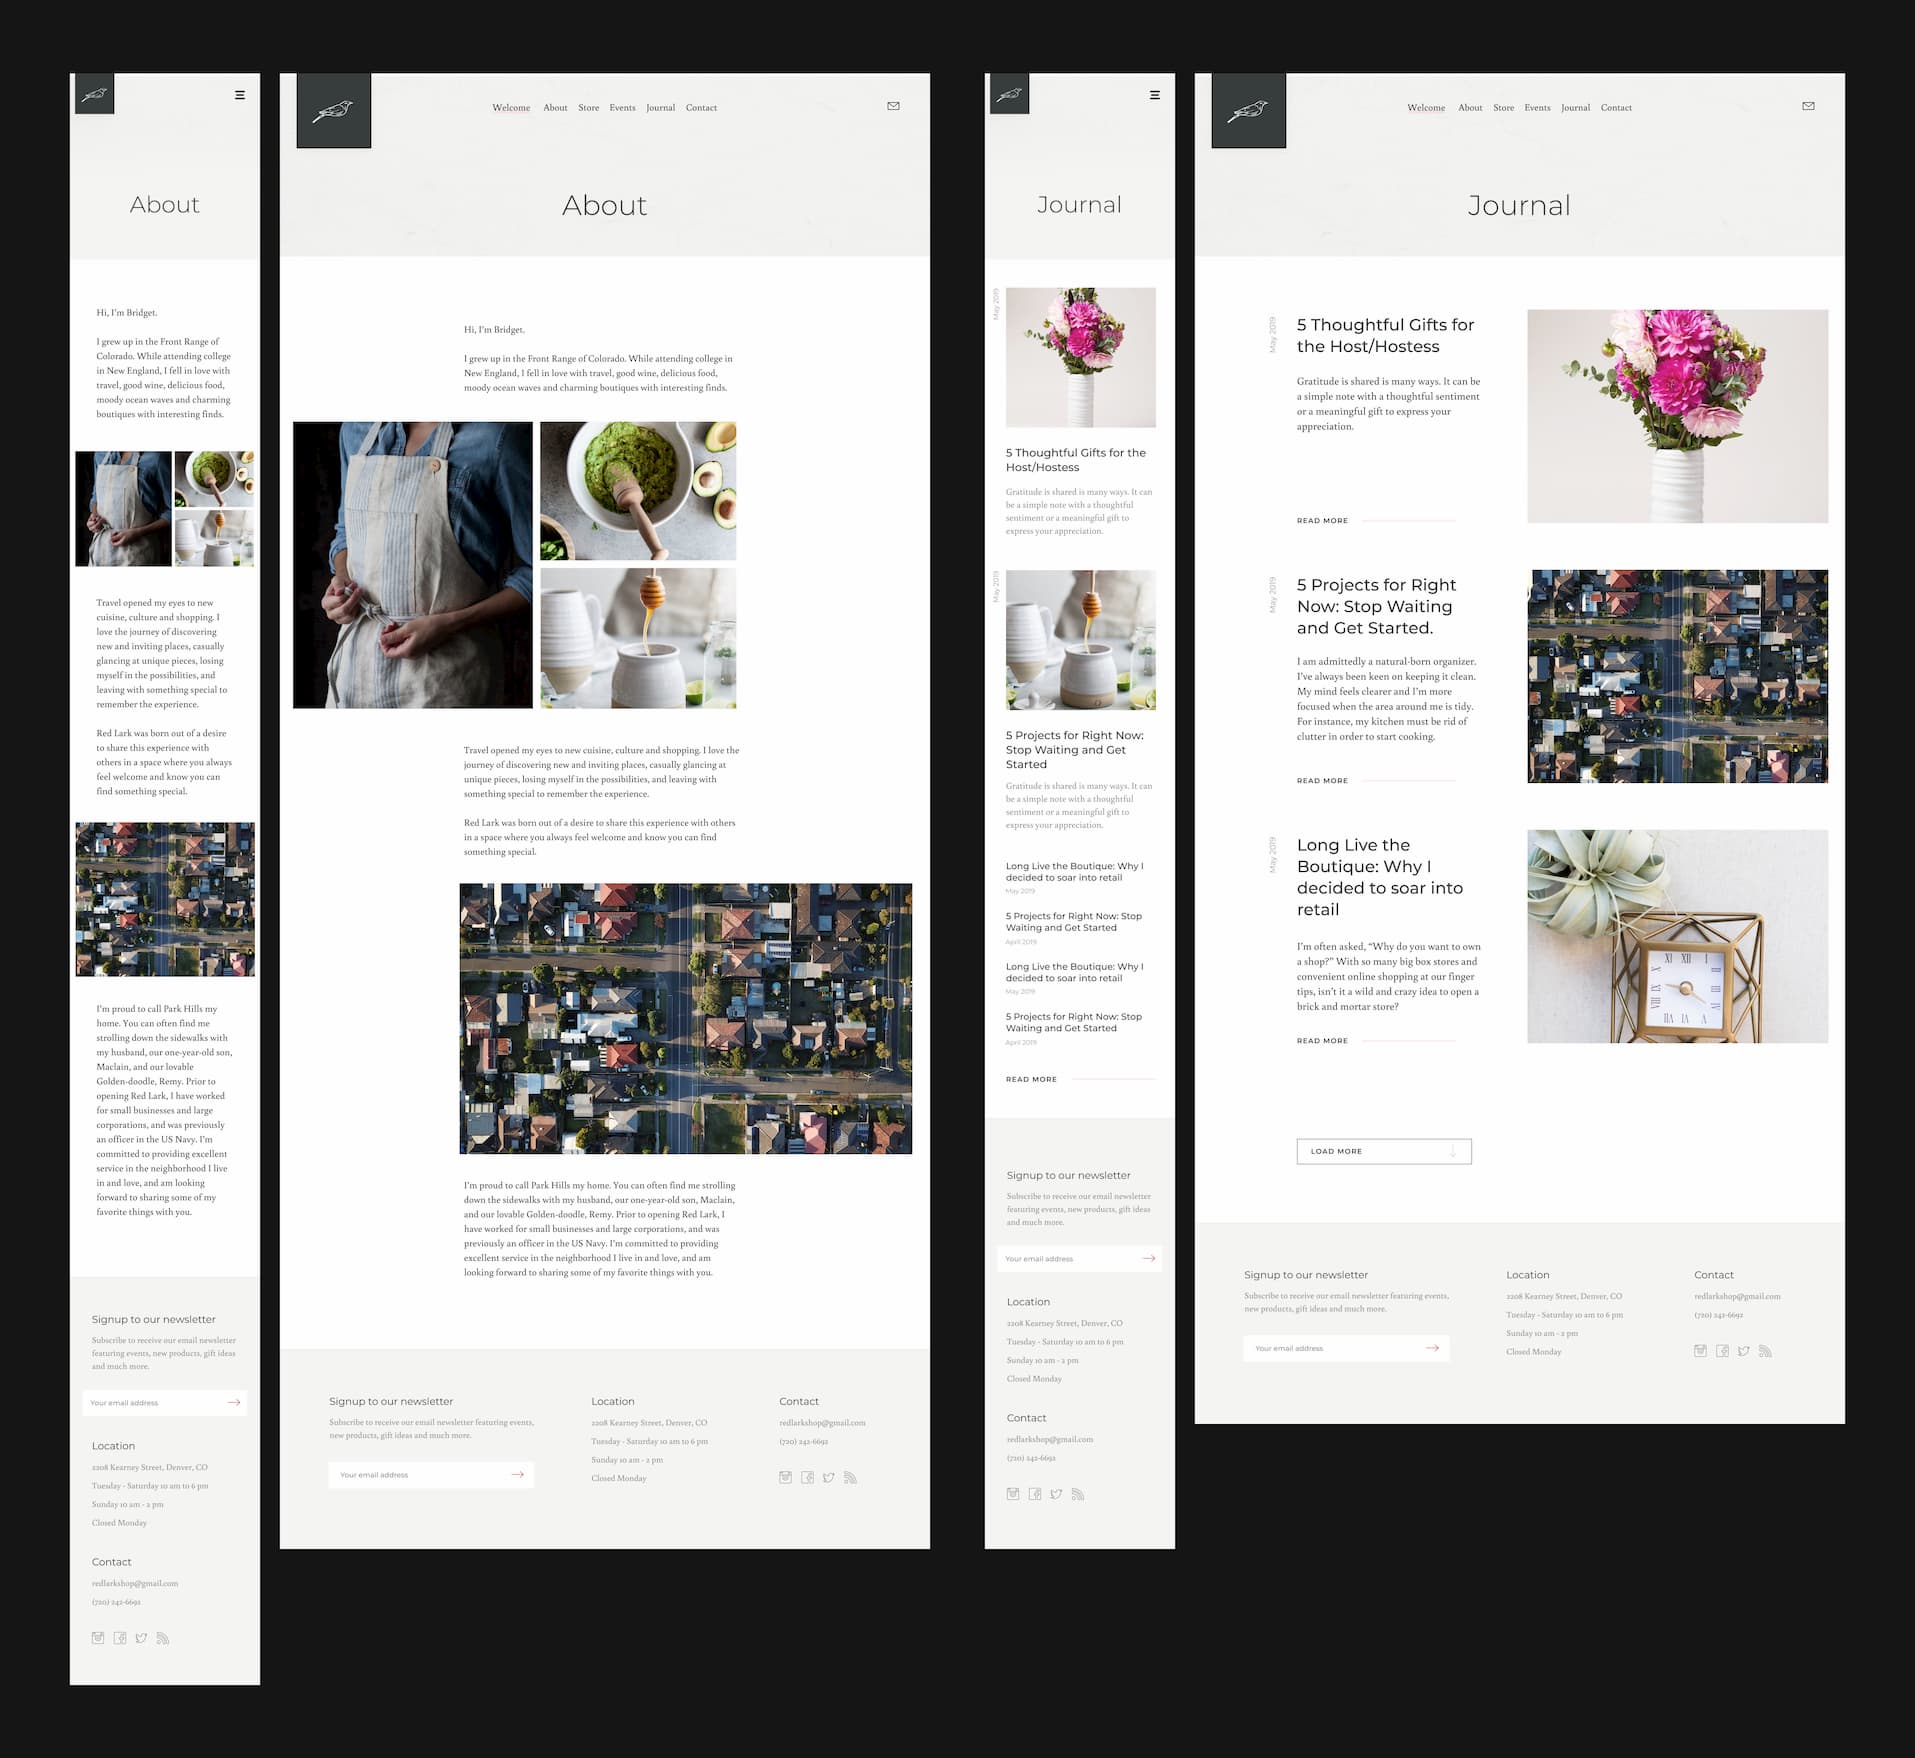 About
Hi, I'm Bridget.
I grew up in the Front Range of
Colorado. While attending college
in New England, I fell in love with
travel, good wine, delicious food,
moody ocean waves and charming
boutiques with interesting finds.
Travel opened my eyes to new
cuisine, culture and shopping. I
love the journey of discovering
new and inviting places, casually
glancing at unique pieces, losing
myself in the possibilities, and
leaving with something special to
remember the experience.
Red Lark was born out of a desire
to share this experience with
others in a space where you always
feel welcome and know you can
find something special.
I'm proud to call Park Hills my
home. You can often find me
strolling down the sidewalks with
my husband, our one-year-old son,
Maclain, and our lovable
Golden-doodle, Remy. Prior to
opening Red Lark, I have worked
for small businesses and large
corporations, and was previously
an officer in the US Navy. I'm
committed to providing excellent
service in the neighborhood I live
in and love, and am looking
forward to sharing some of my
favorite things with you.
Signup to our newsletter
Subscribe to receive our email newsletter
featuring events, new products, gift ideas
and much more.
Your email address
Location
2208 Kearney Street, Denver, CO
Tuesday - Saturday 10 am to 6 pm
Sunday 10 am - 2 pm
Closed Monday
Contact
redlarkshop@gmail.com
(720) 242-6692
Welcome About Store Events Journal Contact
About
Hi, I'm Bridget.
I grew up in the Front Range of Colorado. While attending college in
New England, I fell in love with travel, good wine, delicious food,
moody ocean waves and charming boutiques with interesting finds.
Travel opened my eyes to new cuisine, culture and shopping. I love the
journey of discovering new and inviting places, casually glancing at
unique pieces, losing myself in the possibilities, and leaving with
something special to remember the experience.
Red Lark was born out of a desire to share this experience with others
in a space where you always feel welcome and know you can find
something special.
I'm proud to call Park Hills my home. You can often find me strolling
down the sidewalks with my husband, our one-year-old son, Maclain,
and our lovable Golden-doodle, Remy. Prior to opening Red Lark, I
have worked for small businesses and large corporations, and was
previously an officer in the US Navy. I'm committed to providing
excellent service in the neighborhood I live in and love, and am
looking forward to sharing some of my favorite things with you.
Signup to our newsletter
Subscribe to receive our email newsletter featuring events,
new products, gift ideas and much more.
Your email address
Location
2208 Kearney Street, Denver, CO
Tuesday - Saturday 10 am to 6 pm
Sunday 10 am - 2 pm
Closed Monday
Contact
redlarkshop@gmail.com
(720) 242-6692
Journal
May 2019
5 Thoughtful Gifts for the
Host/Hostess
Gratitude is shared is many ways. It can
be a simple note with a thoughtful
sentiment or a meaningful gift to
express your appreciation.
May 2019
5 Projects for Right Now:
Stop Waiting and Get
Started
Gratitude is shared is many ways. It can
be a simple note with a thoughtful
sentiment or a meaningful gift to
express your appreciation.
Long Live the Boutique: Why I
decided to soar into retail
May 2019
5 Projects for Right Now: Stop
Waiting and Get Started
April 2019
Long Live the Boutique: Why I
decided to soar into retail
May 2019
5 Projects for Right Now: Stop
Waiting and Get Started
April 2019
READ MORE
Signup to our newsletter
Subscribe to receive our email newsletter
featuring events, new products, gift ideas
and much more.
Your email address
Location
2208 Kearney Street, Denver, CO
Tuesday - Saturday 10 am to 6 pm
Sunday 10 am - 2 pm
Closed Monday
Contact
redlarkshop@gmail.com
(720) 242-6692
Welcome About Store Events Journal Contact
Journal
May 2019
5 Thoughtful Gifts for
the Host/Hostess
Gratitude is shared is many ways. It can be
a simple note with a thoughtful sentiment
or a meaningful gift to express your
appreciation.
READ MORE
May 2019
5 Projects for Right
Now: Stop Waiting
and Get Started.
I am admittedly a natural-born organizer.
I've always been keen on keeping it clean.
My mind feels clearer and I'm more
focused when the area around me is tidy.
For instance, my kitchen must be rid of
clutter in order to start cooking.
READ MORE
May 2019
Long Live the
Boutique: Why I
decided to soar into
retail
I'm often asked, “Why do you want to own
a shop?” With so many big box stores and
convenient online shopping at our finger
tips, isn't it a wild and crazy idea to open a
brick and mortar store?
READ MORE
LOAD MORE
Signup to our newsletter
Subscribe to receive our email newsletter featuring events,
new products, gift ideas and much more.
Your email address
Location
2208 Kearney Street, Denver, CO
Tuesday - Saturday 10 am to 6 pm
Sunday 10 am - 2 pm
Closed Monday
Contact
redlarkshop@gmail.com
(720) 242-6692